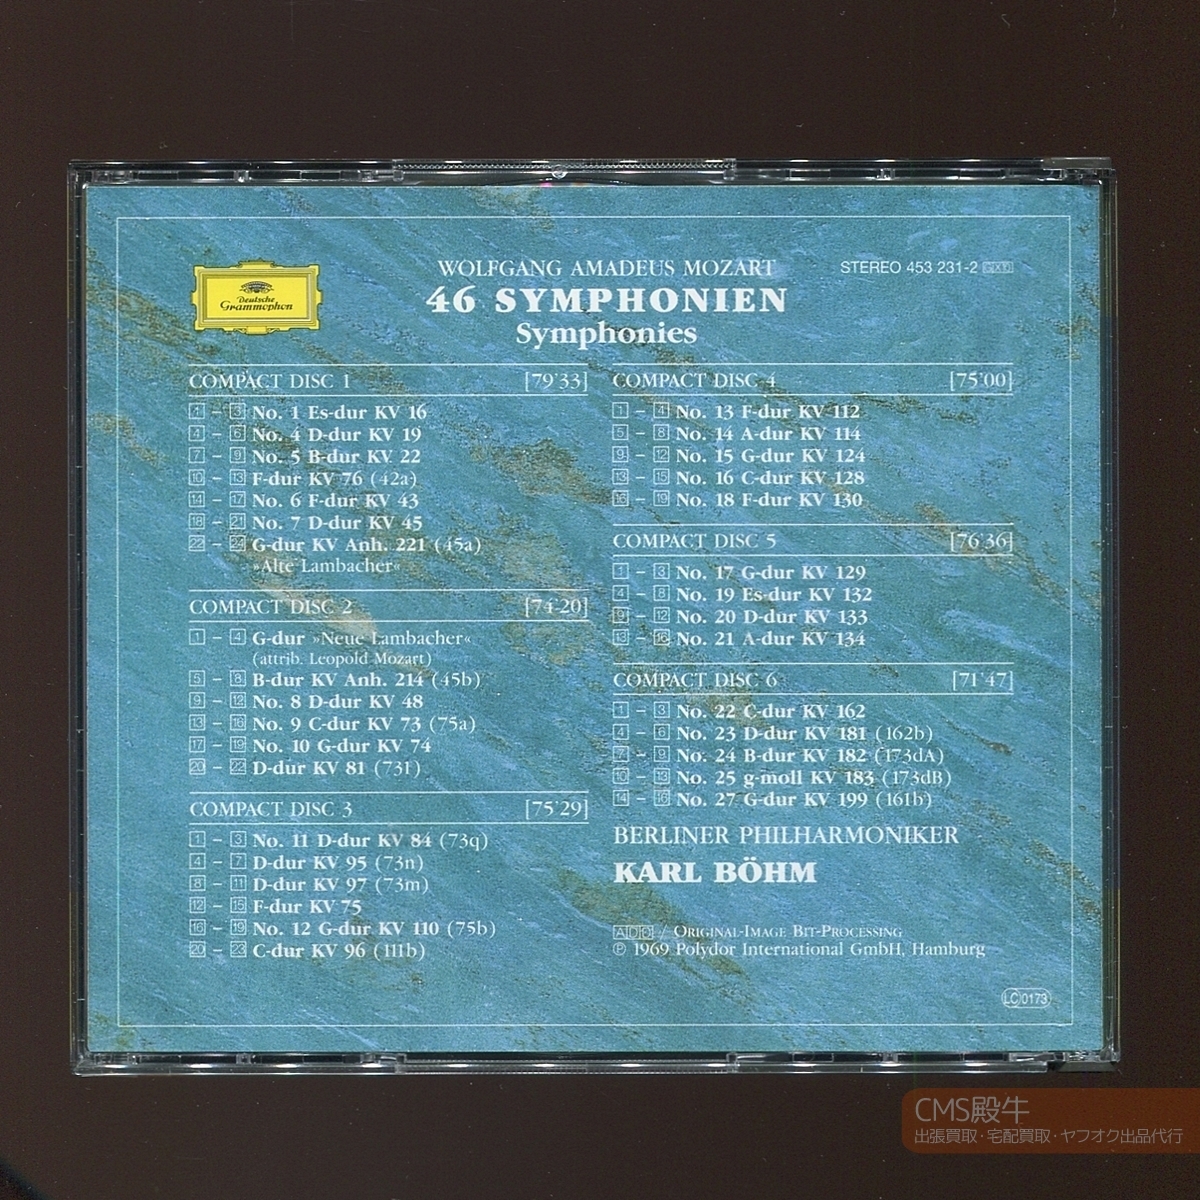 Deutsche
Grammophon
WOLFGANG AMADEUS MOZART
46 SYMPHONIEN
Symphonies
STEREO 453 231-2
COMPACT DISC 1 [79'33]
1 – 3 No. 1 Es-dur KV 16
4 – 6 No. 4 D-dur KV 19
7 – 9 No. 5 B-dur KV 22
10 – 13 F-dur KV 76 (42a)
14 – 17 No. 6 F-dur KV 43
18 – 21 No. 7 D-dur KV 45
22 – 24 G-dur KV Anh. 221 (45a)
»Alte Lambacher«
COMPACT DISC 2 [74'20]
1 – 4 G-dur »Neue Lambacher«
(attrib. Leopold Mozart)
5 – 8 B-dur KV Anh. 214 (45b)
9 – 12 No. 8 D-dur KV 48
13 – 16 No. 9 C-dur KV 73 (75a)
17 – 19 No. 10 G-dur KV 74
20 – 22 D-dur KV 81 (73l)
COMPACT DISC 3 [75'29]
1 – 3 No. 11 D-dur KV 84 (73q)
4 – 7 D-dur KV 95 (73n)
8 – 11 D-dur KV 97 (73m)
12 – 15 F-dur KV 75
16 – 19 No. 12 G-dur KV 110 (75b)
20 – 23 C-dur KV 96 (111b)
COMPACT DISC 4 [75'00]
1 – 4 No. 13 F-dur KV 112
5 – 8 No. 14 A-dur KV 114
9 – 12 No. 15 G-dur KV 124
13 – 15 No. 16 C-dur KV 128
16 – 19 No. 18 F-dur KV 130
COMPACT DISC 5 [76'36]
1 – 3 No. 17 G-dur KV 129
4 – 8 No. 19 Es-dur KV 132
9 – 12 No. 20 D-dur KV 133
13 – 16 No. 21 A-dur KV 134
COMPACT DISC 6 [71'47]
1 – 3 No. 22 C-dur KV 162
4 – 6 No. 23 D-dur KV 181 (162b)
7 – 9 No. 24 B-dur KV 182 (173dA)
10 – 13 No. 25 g-moll KV 183 (173dB)
14 – 16 No. 27 G-dur KV 199 (161b)
BERLINER PHILHARMONIKER
KARL BÖHM
ADD / ORIGINAL-IMAGE BIT-PROCESSING
℗ 1969 Polydor International GmbH, Hamburg
LC 0173
CMS殿牛
出張買取・宅配買取・ヤフオク出品代行